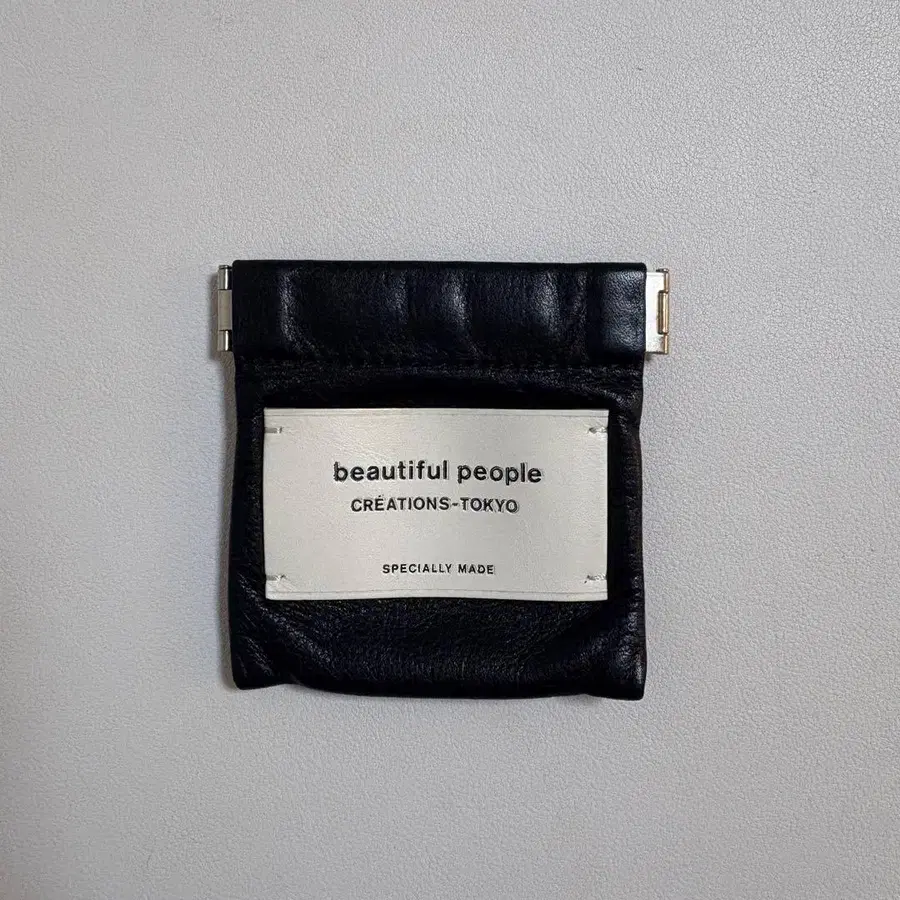 beautiful people
CRÉATIONS-TOKYO
SPECIALLY MADE